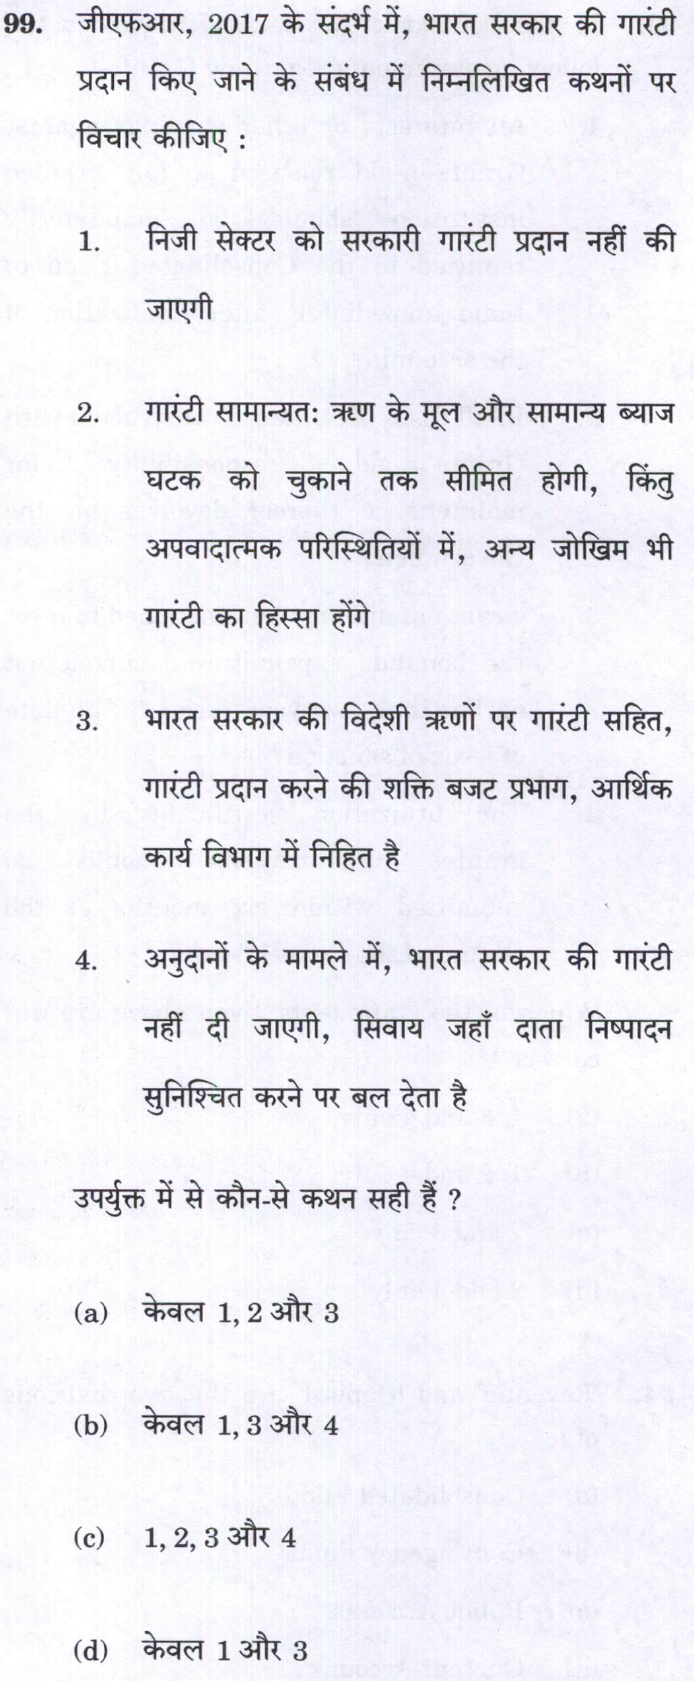 99. जीएफआर, 2017 के संदर्भ में, भारत सरकार की गारंटी
प्रदान किए जाने के संबंध में निम्नलिखित कथनों पर
विचार कीजिए :
1. निजी सेक्टर को सरकारी गारंटी प्रदान नहीं की
जाएगी
2. गारंटी सामान्यत: ऋण के मूल और सामान्य ब्याज
घटक को चुकाने तक सीमित होगी, किंतु
अपवादात्मक परिस्थितियों में, अन्य जोखिम भी
गारंटी का हिस्सा होंगे
3. भारत सरकार की विदेशी ऋणों पर गारंटी सहित,
गारंटी प्रदान करने की शक्ति बजट प्रभाग, आर्थिक
कार्य विभाग में निहित है
4. अनुदानों के मामले में, भारत सरकार की गारंटी
नहीं दी जाएगी, सिवाय जहाँ दाता निष्पादन
सुनिश्चित करने पर बल देता है
उपर्युक्त में से कौन-से कथन सही हैं ?
(a) केवल 1, 2 और 3
(b) केवल 1, 3 और 4
(c) 1, 2, 3 और 4
(d) केवल 1 और 3